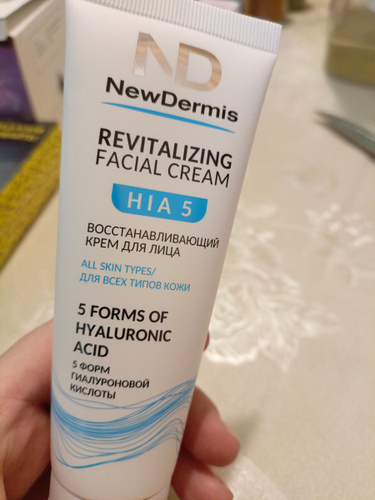 ND
NewDermis
REVITALIZING
FACIAL CREAM
HIA 5
ВОССТАНАВЛИВАЮЩИЙ
КРЕМ ДЛЯ ЛИЦА
ALL SKIN TYPES/
ДЛЯ ВСЕХ ТИПОВ КОЖИ
5 FORMS OF
HYALURONIC
ACID
5 ФОРМ
ГИАЛУРОНОВОЙ
КИСЛОТЫ